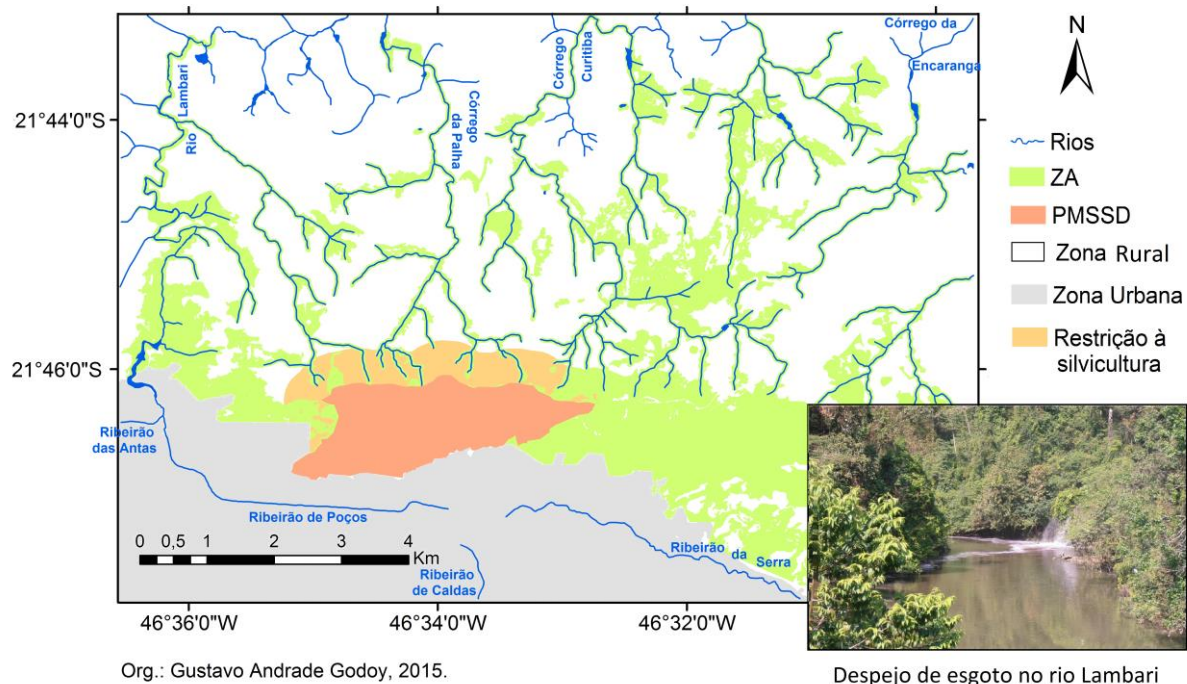 Córrego da
Encaranga
Rio Lambari
Córrego
da Palha
Córrego
Curitiba
N
21°44'0"S
Rios
ZA
PMSSD
Zona Rural
Zona Urbana
Restrição à
silvicultura
21°46'0"S
Ribeirão
das Antas
Ribeirão de Poços
Ribeirão da Serra
Ribeirão
de Caldas
0 0,5 1 2 3 4
Km
46°36'0"W 46°34'0"W 46°32'0"W
Org.: Gustavo Andrade Godoy, 2015.
Despejo de esgoto no rio Lambari